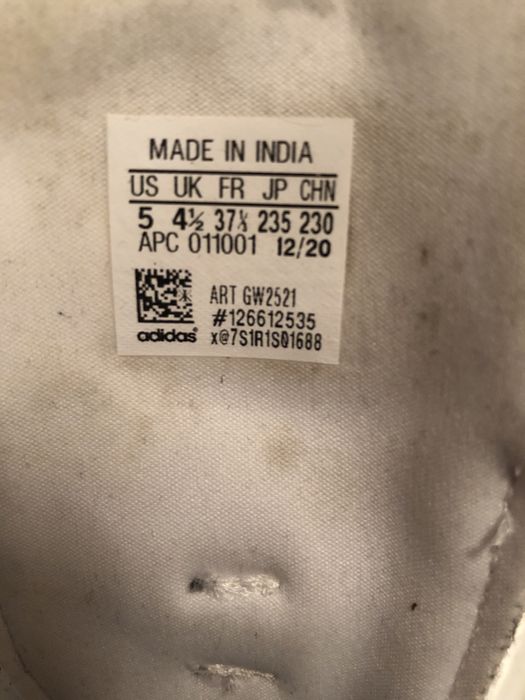 MADE IN INDIA
US UK FR JP CHN
5 4½ 37⅓ 235 230
APC 011001 12/20
ART GW2521
#126612535
adidas® x@7S1R1S01688